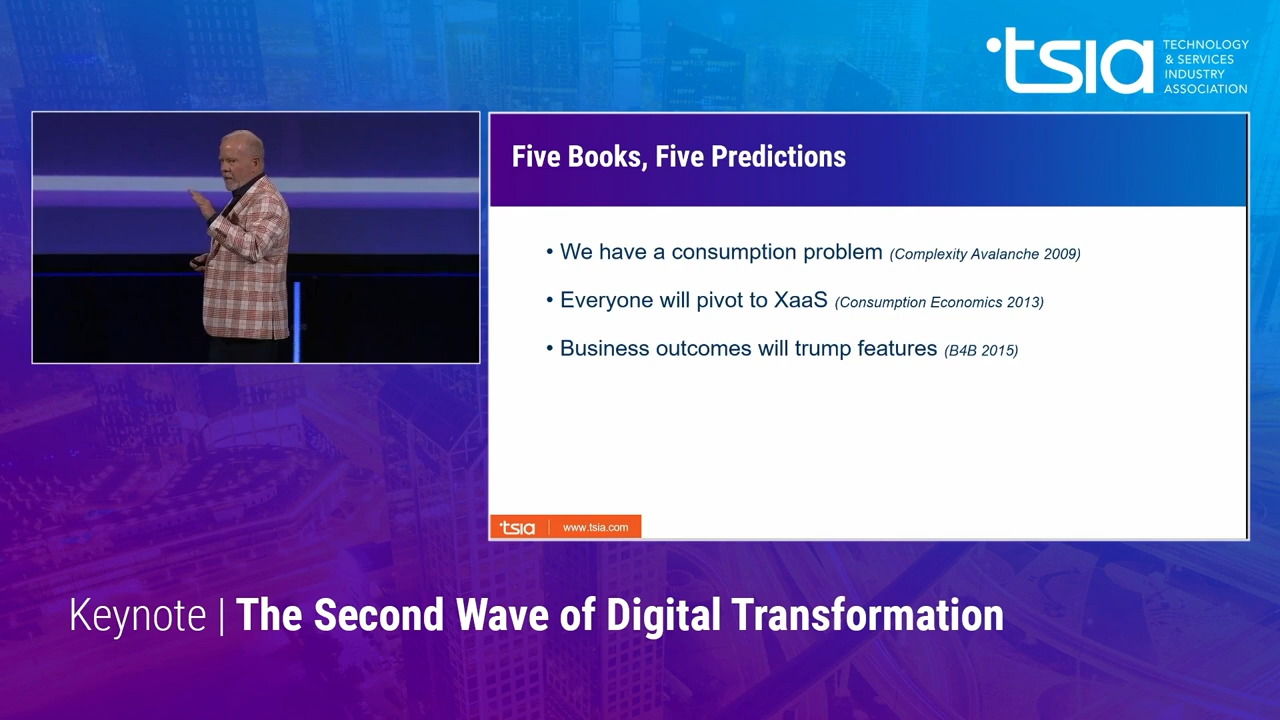 tsia
TECHNOLOGY
& SERVICES
INDUSTRY
ASSOCIATION
Five Books, Five Predictions
• We have a consumption problem (Complexity Avalanche 2009)
• Everyone will pivot to XaaS (Consumption Economics 2013)
• Business outcomes will trump features (B4B 2015)
tsia | www.tsia.com
Keynote | The Second Wave of Digital Transformation